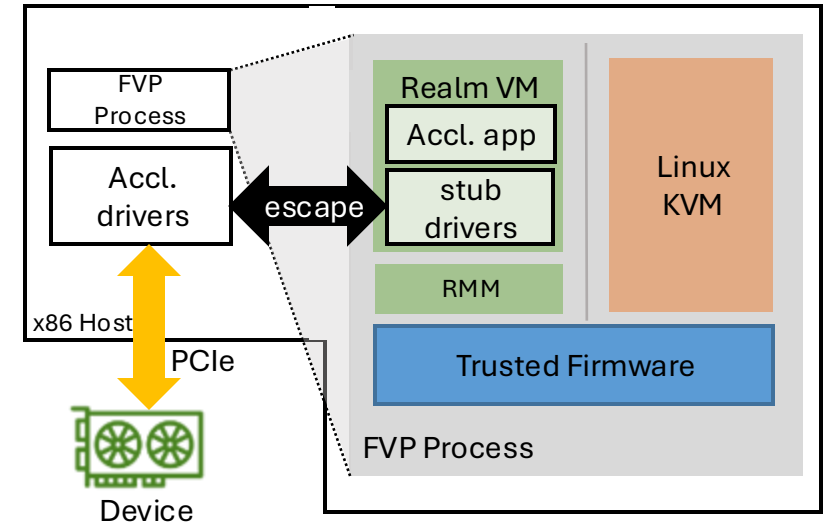 FVP
Process
Accl.
drivers
escape
x86 Host
PCIe
Device
Realm VM
Accl. app
stub
drivers
RMM
Linux
KVM
Trusted Firmware
FVP Process